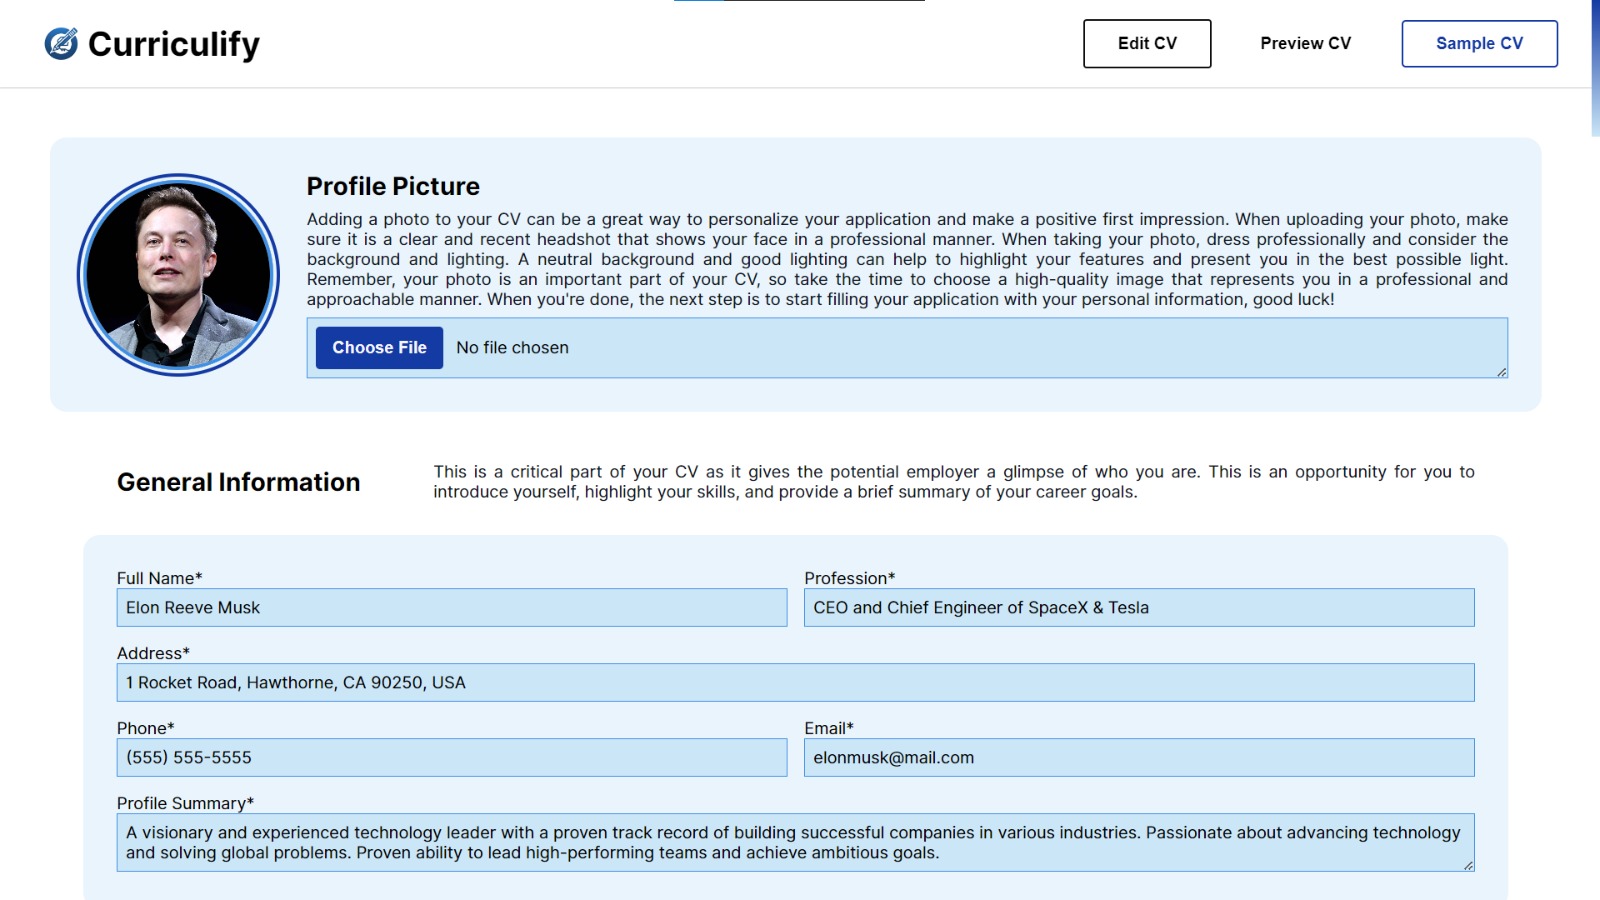 Curriculify
Edit CV
Preview CV
Sample CV
Profile Picture
Adding a photo to your CV can be a great way to personalize your application and make a positive first impression. When uploading your photo, make
sure it is a clear and recent headshot that shows your face in a professional manner. When taking your photo, dress professionally and consider the
background and lighting. A neutral background and good lighting can help to highlight your features and present you in the best possible light.
Remember, your photo is an important part of your CV, so take the time to choose a high-quality image that represents you in a professional and
approachable manner. When you're done, the next step is to start filling your application with your personal information, good luck!
Choose File
No file chosen
General Information
This is a critical part of your CV as it gives the potential employer a glimpse of who you are. This is an opportunity for you to
introduce yourself, highlight your skills, and provide a brief summary of your career goals.
Full Name*
Elon Reeve Musk
Profession*
CEO and Chief Engineer of SpaceX & Tesla
Address*
1 Rocket Road, Hawthorne, CA 90250, USA
Phone*
(555) 555-5555
Email*
elonmusk@mail.com
Profile Summary*
A visionary and experienced technology leader with a proven track record of building successful companies in various industries. Passionate about advancing technology
and solving global problems. Proven ability to lead high-performing teams and achieve ambitious goals.